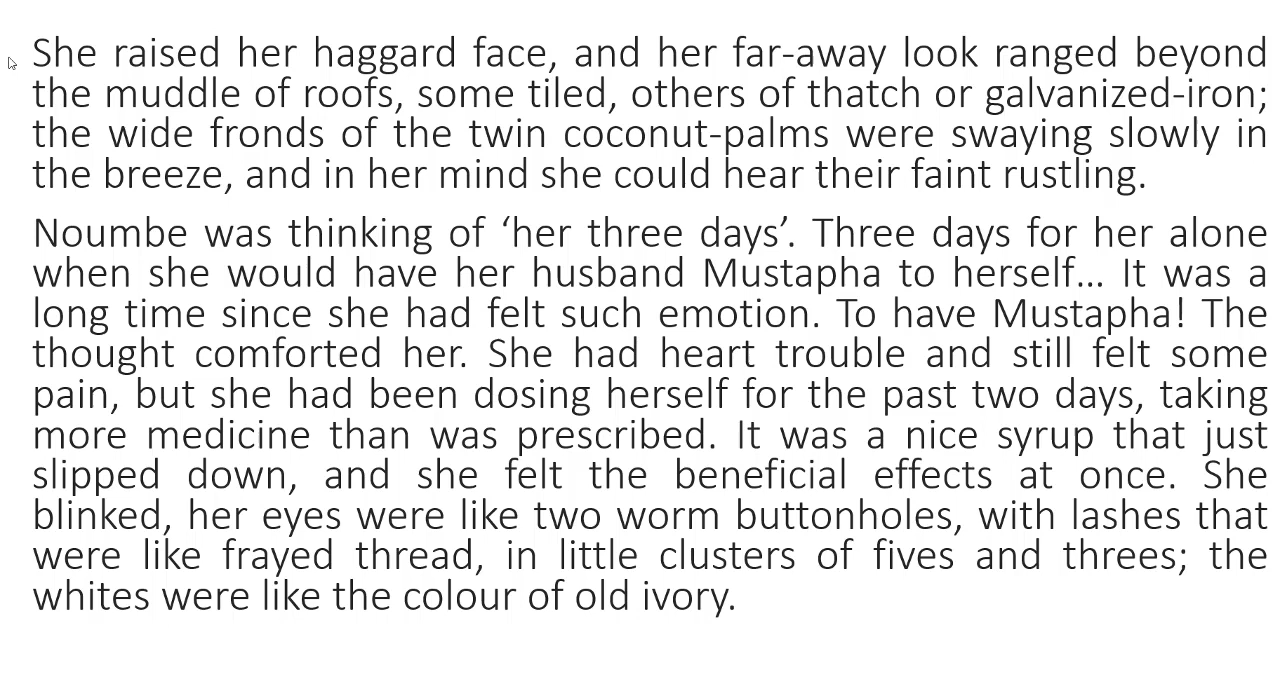 She raised her haggard face, and her far-away look ranged beyond
the muddle of roofs, some tiled, others of thatch or galvanized-iron;
the wide fronds of the twin coconut-palms were swaying slowly in
the breeze, and in her mind she could hear their faint rustling.
Noumbe was thinking of ‘her three days’. Three days for her alone
when she would have her husband Mustapha to herself... It was a
long time since she had felt such emotion. To have Mustapha! The
thought comforted her. She had heart trouble and still felt some
pain, but she had been dosing herself for the past two days, taking
more medicine than was prescribed. It was a nice syrup that just
slipped down, and she felt the beneficial effects at once. She
blinked, her eyes were like two worm buttonholes, with lashes that
were like frayed thread, in little clusters of fives and threes; the
whites were like the colour of old ivory.